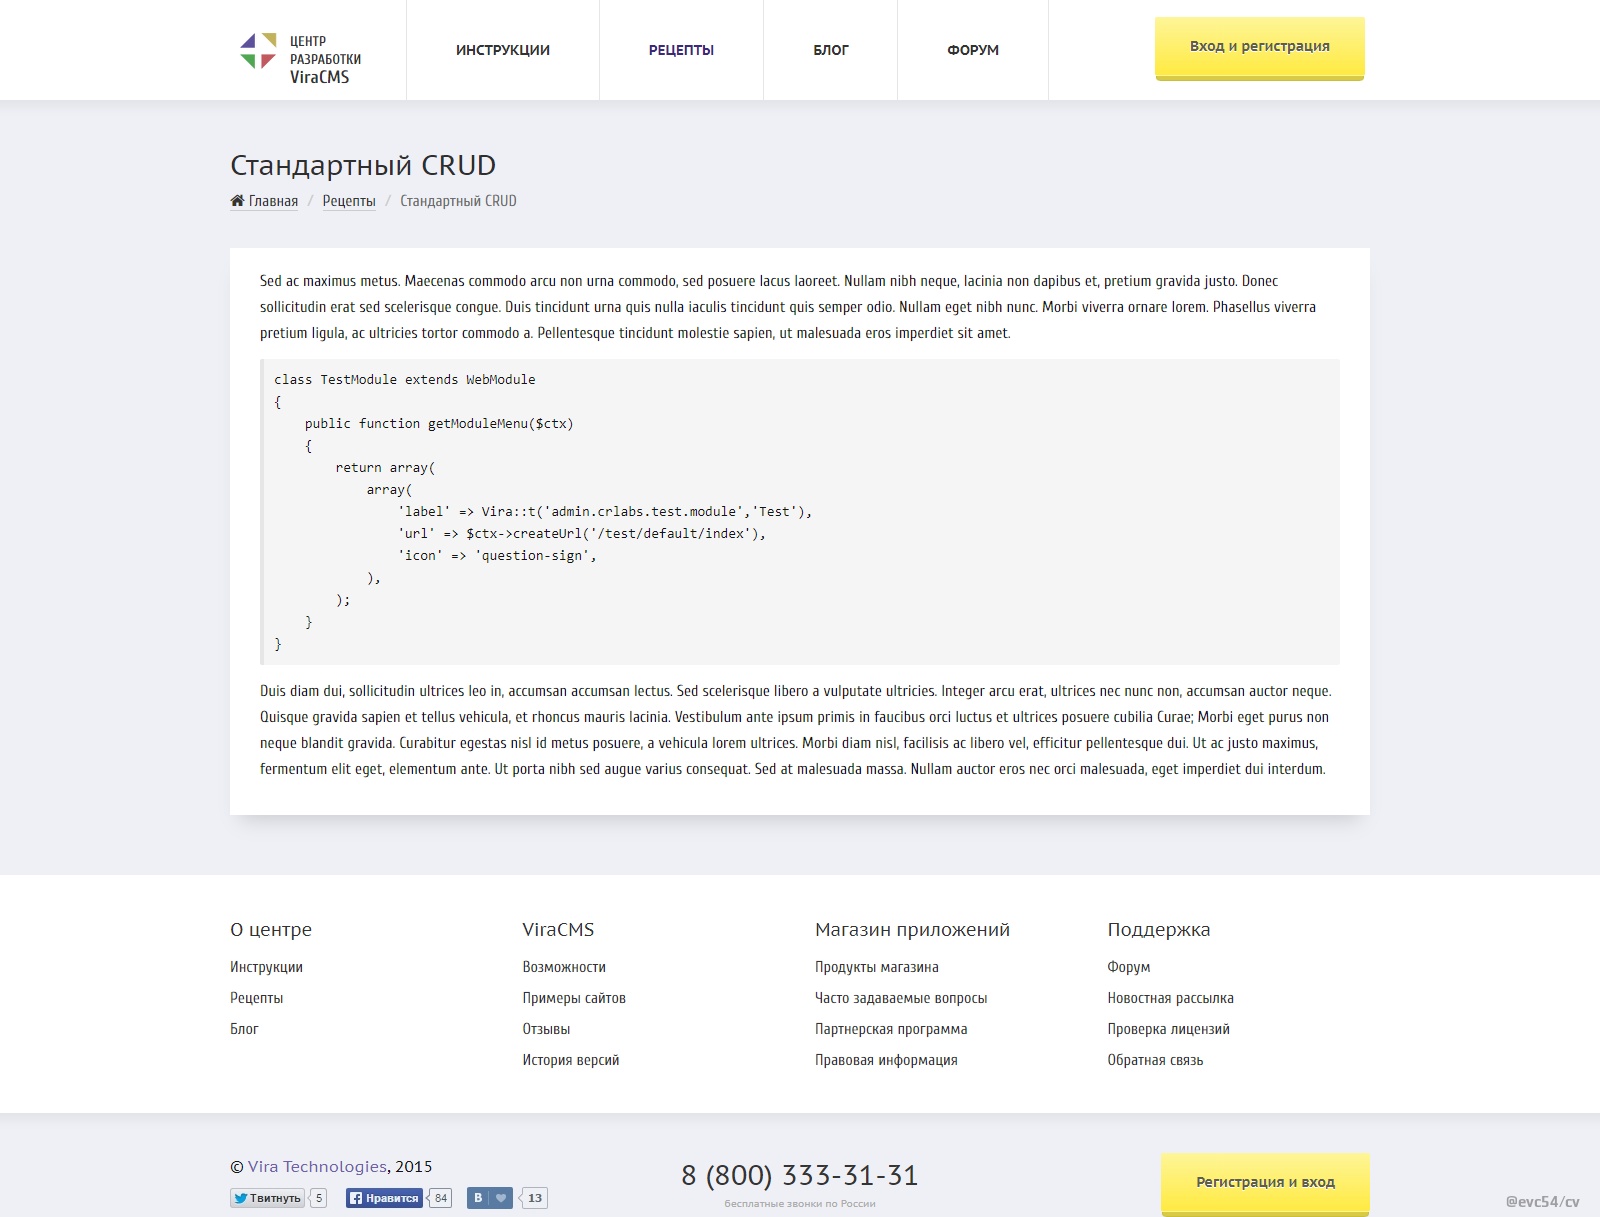 ЦЕНТР
РАЗРАБОТКИ
ViraCMS
ИНСТРУКЦИИ
РЕЦЕПТЫ
БЛОГ
ФОРУМ
Вход и регистрация
Стандартный CRUD
Главная / Рецепты / Стандартный CRUD
Sed ac maximus metus. Maecenas commodo arcu non urna commodo, sed posuere lacus laoreet. Nullam nibh neque, lacinia non dapibus et, pretium gravida justo. Donec
sollicitudin erat sed scelerisque congue. Duis tincidunt urna quis nulla iaculis tincidunt quis semper odio. Nullam eget nibh nunc. Morbi viverra ornare lorem. Phasellus viverra
pretium ligula, ac ultricies tortor commodo a. Pellentesque tincidunt molestie sapien, ut malesuada eros imperdiet sit amet.
class TestModule extends WebModule
{
    public function getModuleMenu($ctx)
    {
        return array(
            array(
                'label' => Vira::t('admin.crlabs.test.module','Test'),
                'url' => $ctx->createUrl('/test/default/index'),
                'icon' => 'question-sign',
            ),
        );
    }
}
Duis diam dui, sollicitudin ultrices leo in, accumsan accumsan lectus. Sed scelerisque libero a vulputate ultricies. Integer arcu erat, ultrices nec nunc non, accumsan auctor neque.
Quisque gravida sapien et tellus vehicula, et rhoncus mauris lacinia. Vestibulum ante ipsum primis in faucibus orci luctus et ultrices posuere cubilia Curae; Morbi eget purus non
neque blandit gravida. Curabitur egestas nisl id metus posuere, a vehicula lorem ultrices. Morbi diam nisl, facilisis ac libero vel, efficitur pellentesque dui. Ut ac justo maximus,
fermentum elit eget, elementum ante. Ut porta nibh sed augue varius consequat. Sed at malesuada massa. Nullam auctor eros nec orci malesuada, eget imperdiet dui interdum.
О центре
Инструкции
Рецепты
Блог
ViraCMS
Возможности
Примеры сайтов
Отзывы
История версий
Магазин приложений
Продукты магазина
Часто задаваемые вопросы
Партнерская программа
Правовая информация
Поддержка
Форум
Новостная рассылка
Проверка лицензий
Обратная связь
© Vira Technologies, 2015
Твитнуть 5
Нравится 84
В 13
8 (800) 333-31-31
бесплатные звонки по России
Регистрация и вход
@evc54/cv